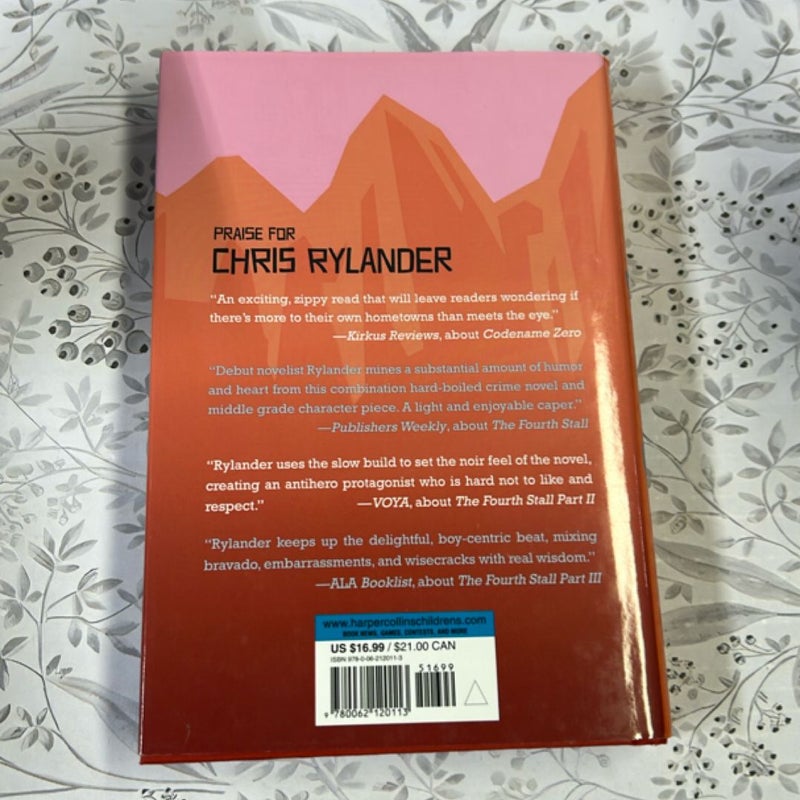 PRAISE FOR
CHRIS RYLANDER
“An exciting, zippy read that will leave readers wondering if
there’s more to their own hometowns than meets the eye.”
—Kirkus Reviews, about Codename Zero
“Debut novelist Rylander mines a substantial amount of humor
and heart from this combination hard-boiled crime novel and
middle grade character piece. A light and enjoyable caper.”
—Publishers Weekly, about The Fourth Stall
“Rylander uses the slow build to set the noir feel of the novel,
creating an antihero protagonist who is hard not to like and
respect.” —VOYA, about The Fourth Stall Part II
“Rylander keeps up the delightful, boy-centric beat, mixing
bravado, embarrassments, and wisecracks with real wisdom.”
—ALA Booklist, about The Fourth Stall Part III
www.harpercollinschildrens.com
BOOK NEWS, GAMES, CONTESTS, AND MORE
US $16.99 / $21.00 CAN
ISBN 978-0-06-212011-3
51699
9 780062 120113